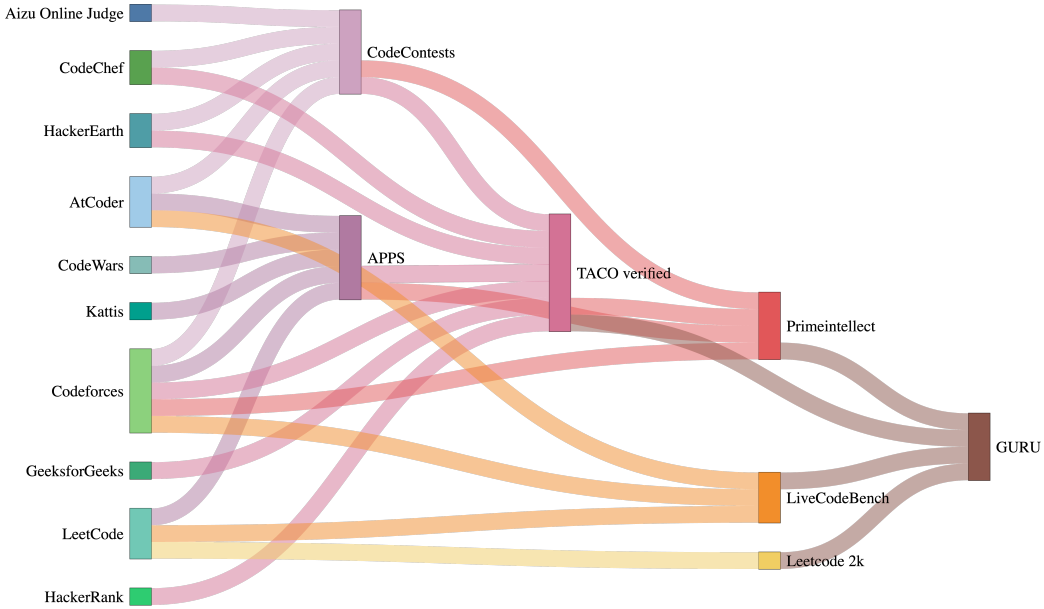 Aizu Online Judge
CodeChef
HackerEarth
AtCoder
CodeWars
Kattis
Codeforces
GeeksforGeeks
LeetCode
HackerRank
CodeContests
APPS
TACO verified
Primeintellect
LiveCodeBench
Leetcode 2k
GURU